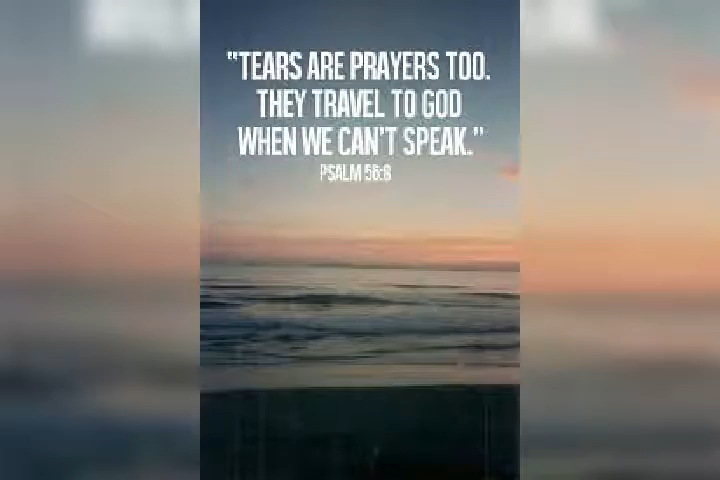 "TEARS ARE PRAYERS TOO.
THEY TRAVEL TO GOD
WHEN WE CAN'T SPEAK."
PSALM 56:8